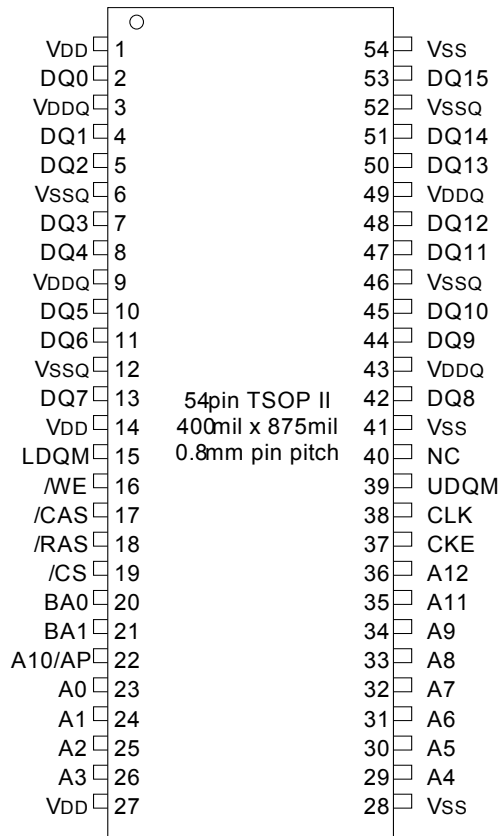 VDD 1 54 VSS
DQ0 2 53 DQ15
VDDQ 3 52 VSSQ
DQ1 4 51 DQ14
DQ2 5 50 DQ13
VSSQ 6 49 VDDQ
DQ3 7 48 DQ12
DQ4 8 47 DQ11
VDDQ 9 46 VSSQ
DQ5 10 45 DQ10
DQ6 11 44 DQ9
VSSQ 12 43 VDDQ
DQ7 13 54pin TSOP II 42 DQ8
VDD 14 400mil x 875mil 41 VSS
LDQM 15 0.8mm pin pitch 40 NC
/WE 16 39 UDQM
/CAS 17 38 CLK
/RAS 18 37 CKE
/CS 19 36 A12
BA0 20 35 A11
BA1 21 34 A9
A10/AP 22 33 A8
A0 23 32 A7
A1 24 31 A6
A2 25 30 A5
A3 26 29 A4
VDD 27 28 VSS